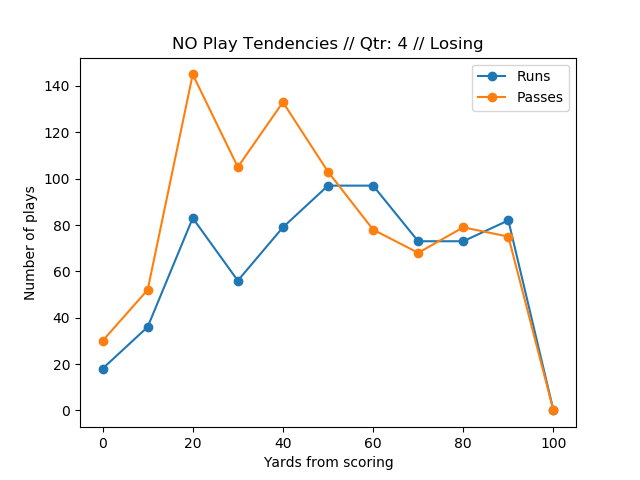 NO Play Tendencies // Qtr: 4 // Losing
Runs
Passes
Number of plays
140
120
100
80
60
40
20
0
0
20
40
60
80
100
Yards from scoring